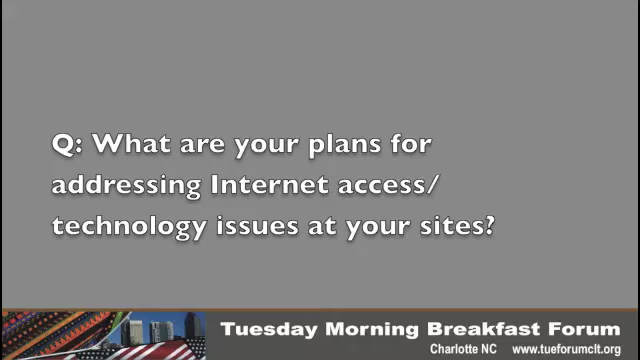 Q: What are your plans for
addressing Internet access/
technology issues at your sites?
Tuesday Morning Breakfast Forum
Charlotte NC www.tueforumclt.org